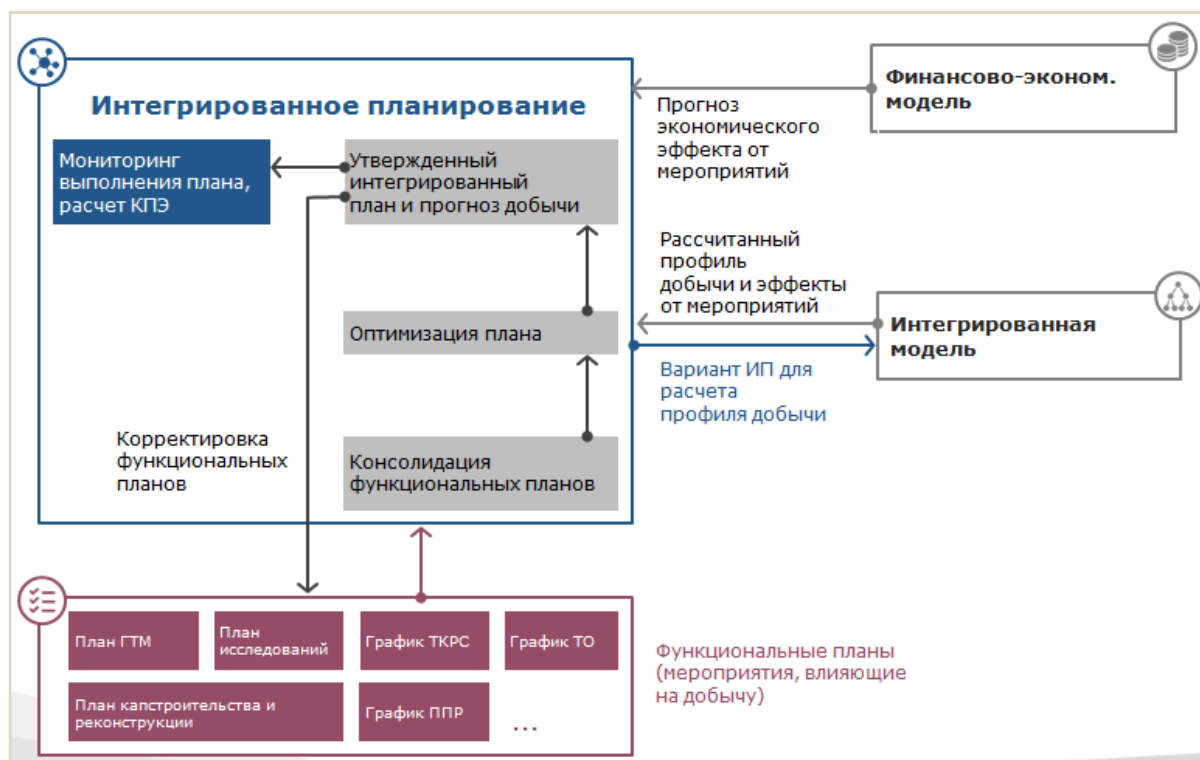 Интегрированное планирование
Мониторинг
выполнения плана,
расчет КПЭ
Утвержденный
интегрированный
план и прогноз добычи
Оптимизация плана
Консолидация
функциональных планов
Корректировка
функциональных
планов
Прогноз
экономического
эффекта от
мероприятий
Финансово-эконом.
модель
Рассчитанный
профиль
добычи и эффекты
от мероприятий
Интегрированная
модель
Вариант ИП для
расчета
профиля добычи
План ГТМ
План
исследований
График ТКРС
График ТО
План капстроительства и
реконструкции
График ППР
...
Функциональные планы
(мероприятия, влияющие
на добычу)